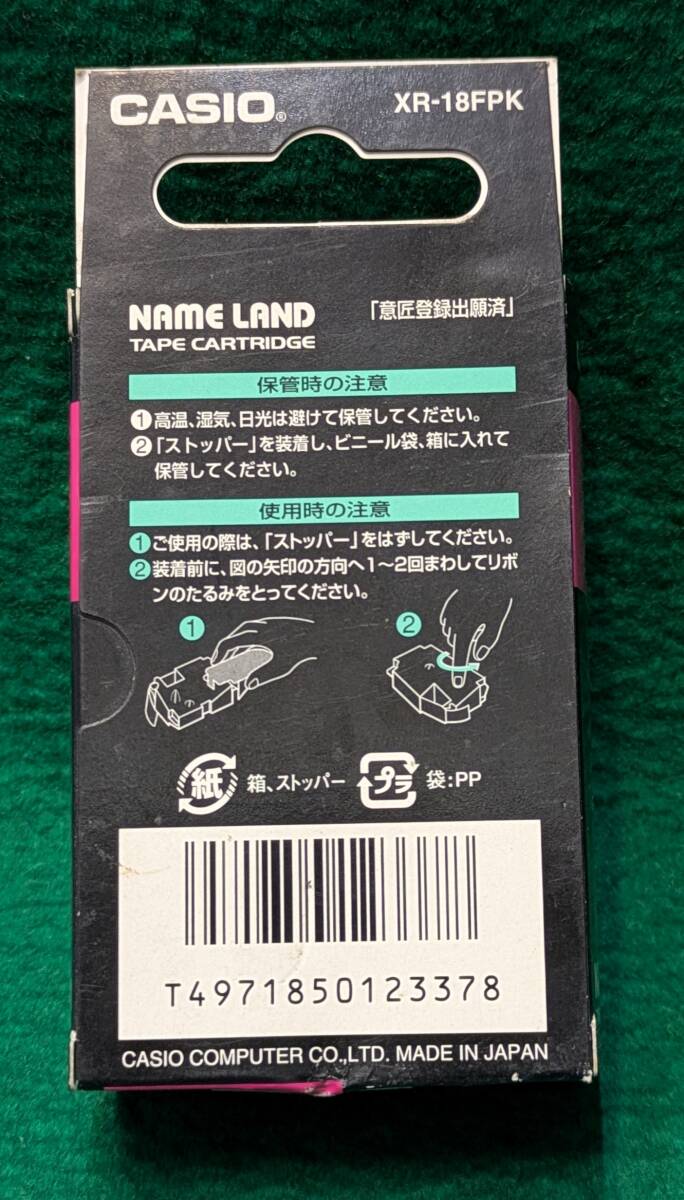 CASIO®
XR-18FPK
NAME LAND
「意匠登録出願済」
TAPE CARTRIDGE
保管時の注意
①高温、湿気、日光は避けて保管してください。
②「ストッパー」を装着し、ビニール袋、箱に入れて
保管してください。
使用時の注意
①ご使用の際は、「ストッパー」をはずしてください。
②装着前に、図の矢印の方向へ1〜2回まわしてリボ
ンのたるみをとってください。
① ②
紙 箱、ストッパー プラ 袋:PP
T4971850123378
CASIO COMPUTER CO.,LTD. MADE IN JAPAN